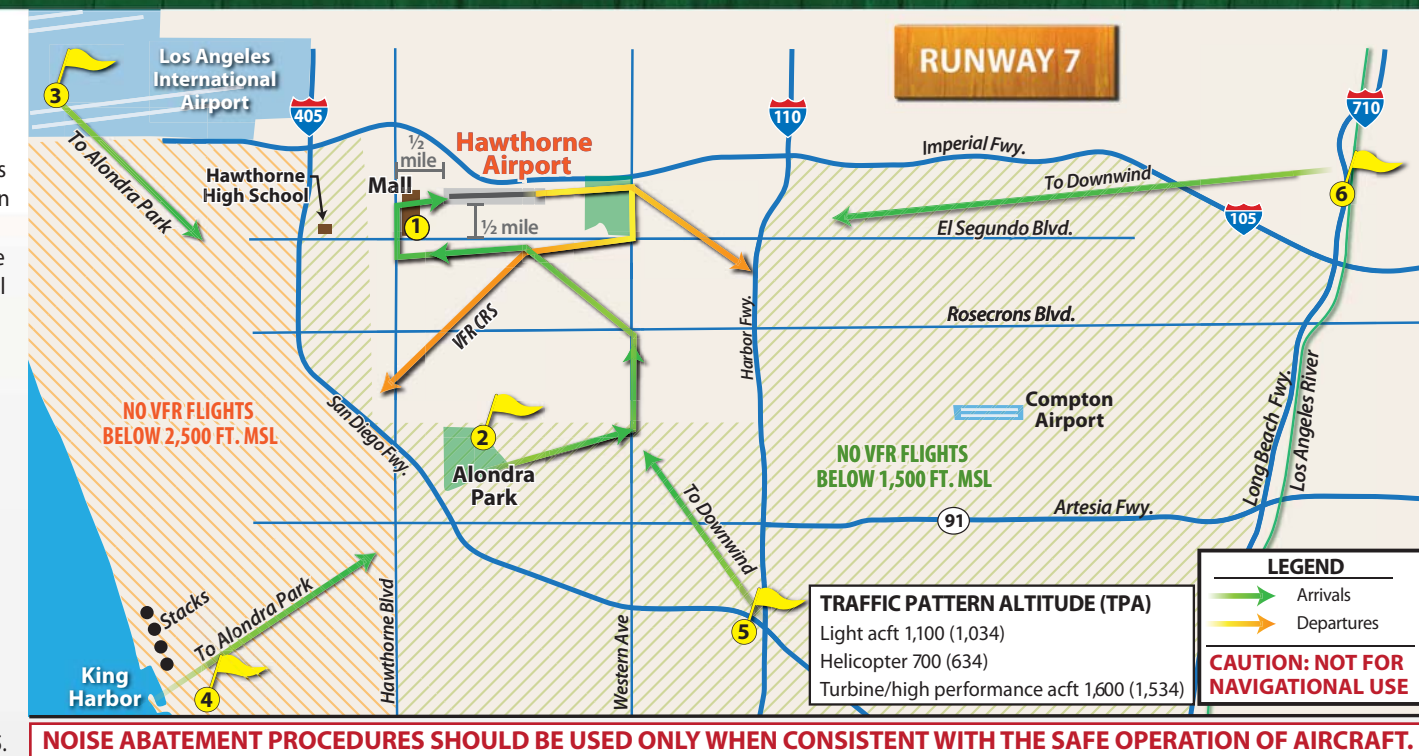 RUNWAY 7
Los Angeles
International
Airport
3
To Alondra Park
405
110
710
½
mile
Hawthorne
Airport
Imperial Fwy.
Hawthorne
High School
Mall
To Downwind
6
1
½ mile
El Segundo Blvd.
105
VFR CRS
Harbor Fwy.
Rosecrons Blvd.
NO VFR FLIGHTS
BELOW 2,500 FT. MSL
San Diego Fwy.
2
Alondra
Park
Compton
Airport
NO VFR FLIGHTS
BELOW 1,500 FT. MSL
Long Beach Fwy.
Los Angeles River
To Downwind
91
Artesia Fwy.
Stacks
To Alondra Park
King
Harbor
4
Hawthorne Blvd
Western Ave
5
TRAFFIC PATTERN ALTITUDE (TPA)
Light acft 1,100 (1,034)
Helicopter 700 (634)
Turbine/high performance acft 1,600 (1,534)
LEGEND
Arrivals
Departures
CAUTION: NOT FOR
NAVIGATIONAL USE
NOISE ABATEMENT PROCEDURES SHOULD BE USED ONLY WHEN CONSISTENT WITH THE SAFE OPERATION OF AIRCRAFT.